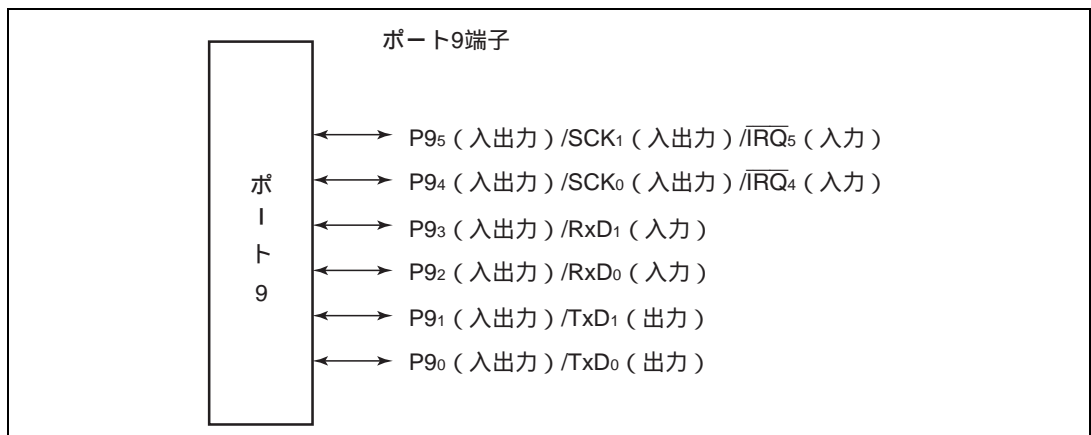 ポート9端子
P9₅（入出力）/SCK₁（入出力）/I̅R̅Q̅₅（入力）
P9₄（入出力）/SCK₀（入出力）/I̅R̅Q̅₄（入力）
P9₃（入出力）/RxD₁（入力）
P9₂（入出力）/RxD₀（入力）
P9₁（入出力）/TxD₁（出力）
P9₀（入出力）/TxD₀（出力）
ポート9